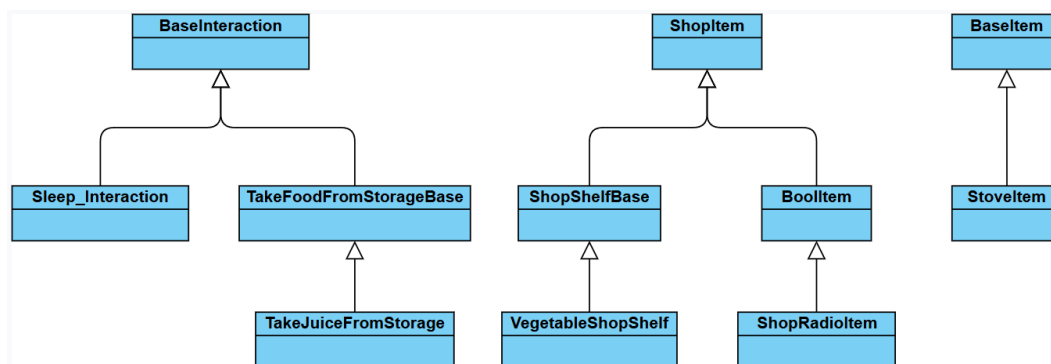 BaseInteraction
ShopItem
BaseItem
Sleep_Interaction
TakeFoodFromStorageBase
ShopShelfBase
BoolItem
StoveItem
TakeJuiceFromStorage
VegetableShopShelf
ShopRadioItem